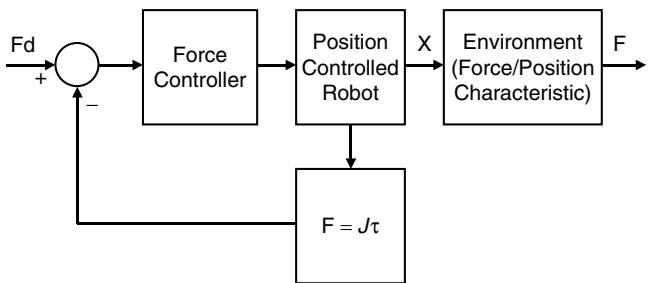 Fd
+
−
Force
Controller
Position
Controlled
Robot
X
Environment
(Force/Position
Characteristic)
F
F = Jτ